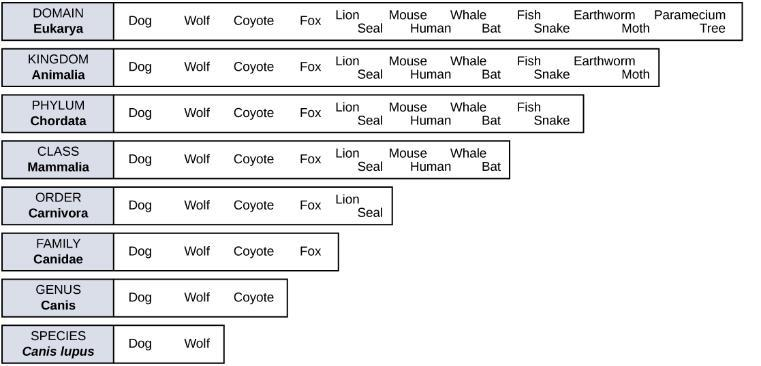 DOMAIN
Eukarya
Dog Wolf Coyote Fox Lion Seal Mouse Human Whale Bat Fish Snake Earthworm Moth Paramecium Tree
KINGDOM
Animalia
Dog Wolf Coyote Fox Lion Seal Mouse Human Whale Bat Fish Snake Earthworm Moth
PHYLUM
Chordata
Dog Wolf Coyote Fox Lion Seal Mouse Human Whale Bat Fish Snake
CLASS
Mammalia
Dog Wolf Coyote Fox Lion Seal Mouse Human Whale Bat
ORDER
Carnivora
Dog Wolf Coyote Fox Lion Seal
FAMILY
Canidae
Dog Wolf Coyote Fox
GENUS
Canis
Dog Wolf Coyote
SPECIES
Canis lupus
Dog Wolf